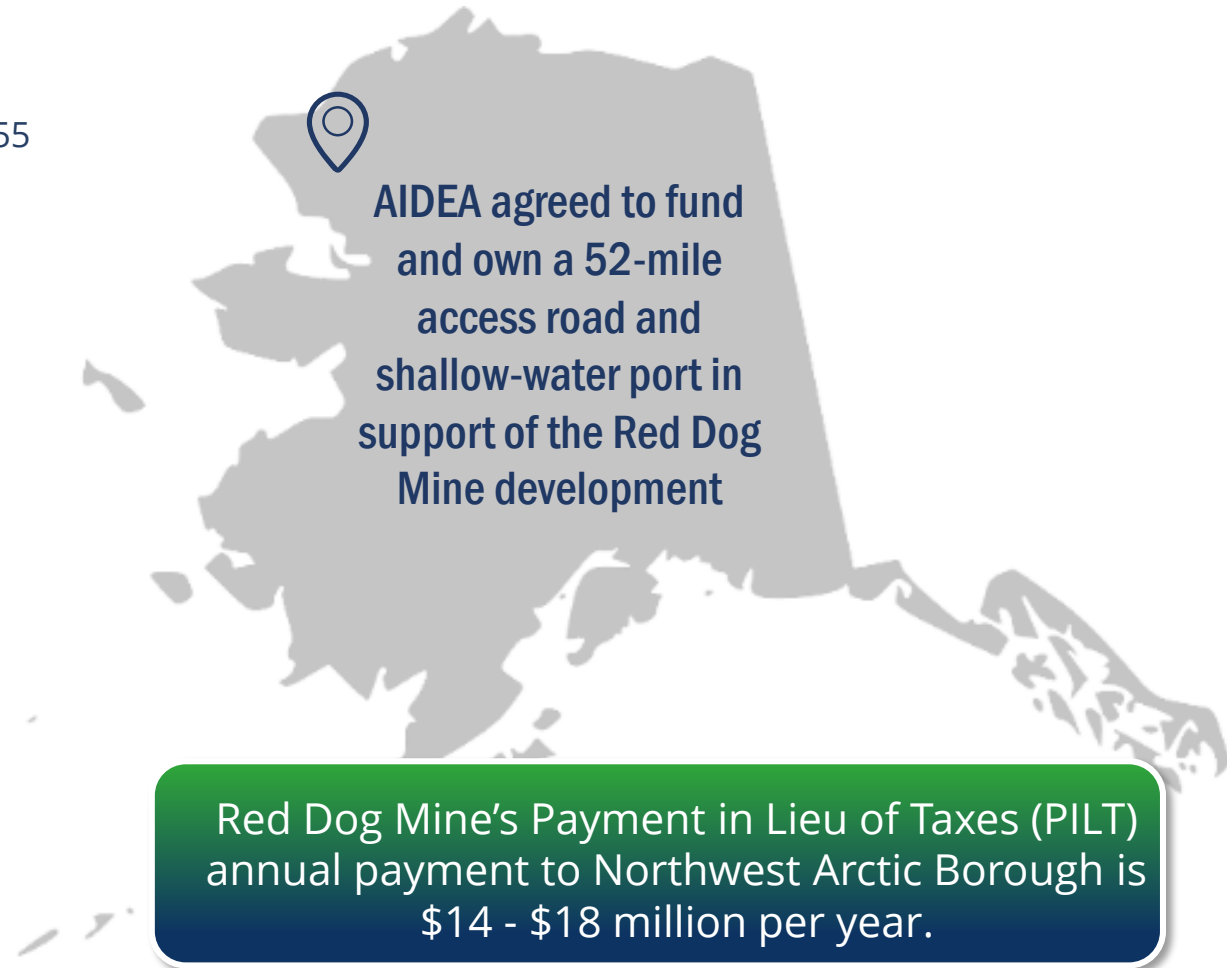 55
AIDEA agreed to fund
and own a 52-mile
access road and
shallow-water port in
support of the Red Dog
Mine development
Red Dog Mine’s Payment in Lieu of Taxes (PILT)
annual payment to Northwest Arctic Borough is
$14 - $18 million per year.